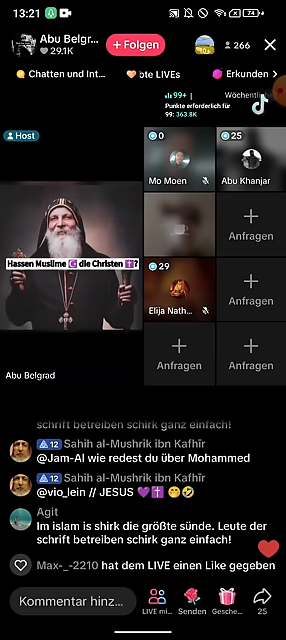 13:21
74
Abu Belgr...
29.1K
+ Folgen
266
Chatten und Int...
bte LIVEs
Erkunden
99+
Wöchentli
Punkte erforderlich für
99: 363.8K
Host
0
25
Mo Moen
Abu Khanjar
Hassen Muslime die Christen ?
Anfragen
29
Elija Nath...
Anfragen
Abu Belgrad
Anfragen
Anfragen
schrift betreiben schirk ganz einfach!
12 Sahih al-Mushrik ibn Kafhīr
@Jam-Al wie redest du über Mohammed
12 Sahih al-Mushrik ibn Kafhīr
@vio_lein // JESUS
Agit
Im islam is shirk die größte sünde. Leute der
schrift betreiben schirk ganz einfach!
Max-_-2210 hat dem LIVE einen Like gegeben
Kommentar hinz...
LIVE mi...
Senden
Gesche...
25